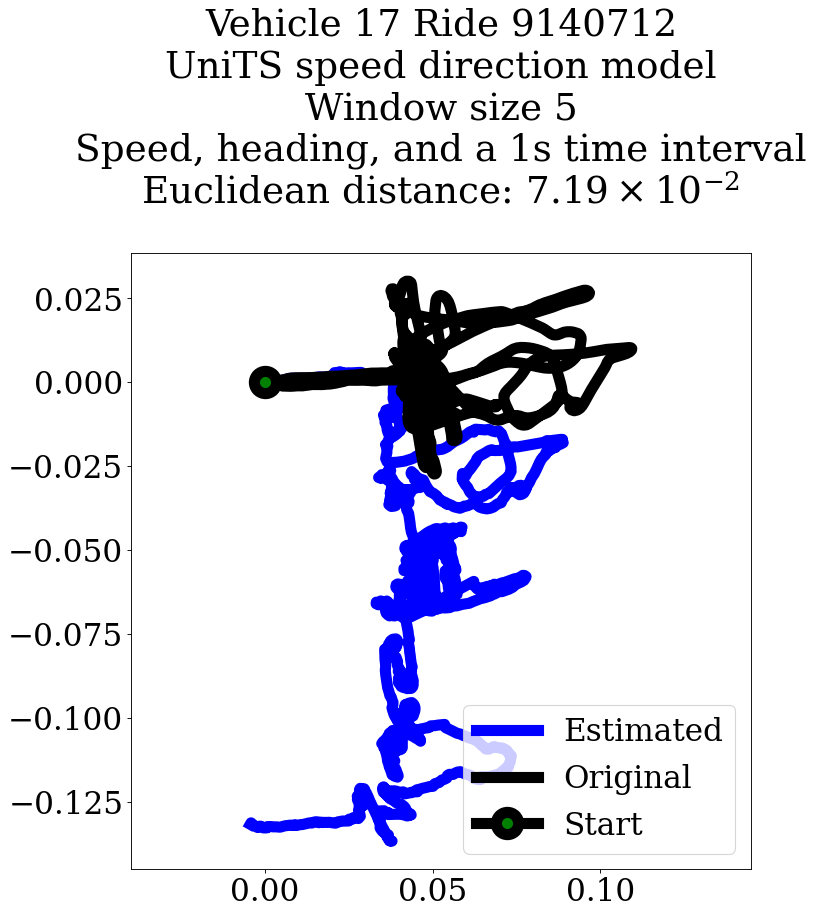 Vehicle 17 Ride 9140712
UniTS speed direction model
Window size 5
Speed, heading, and a 1s time interval
Euclidean distance: 7.19 × 10⁻²
0.025
0.000
−0.025
−0.050
−0.075
−0.100
−0.125
0.00 0.05 0.10
Estimated
Original
Start